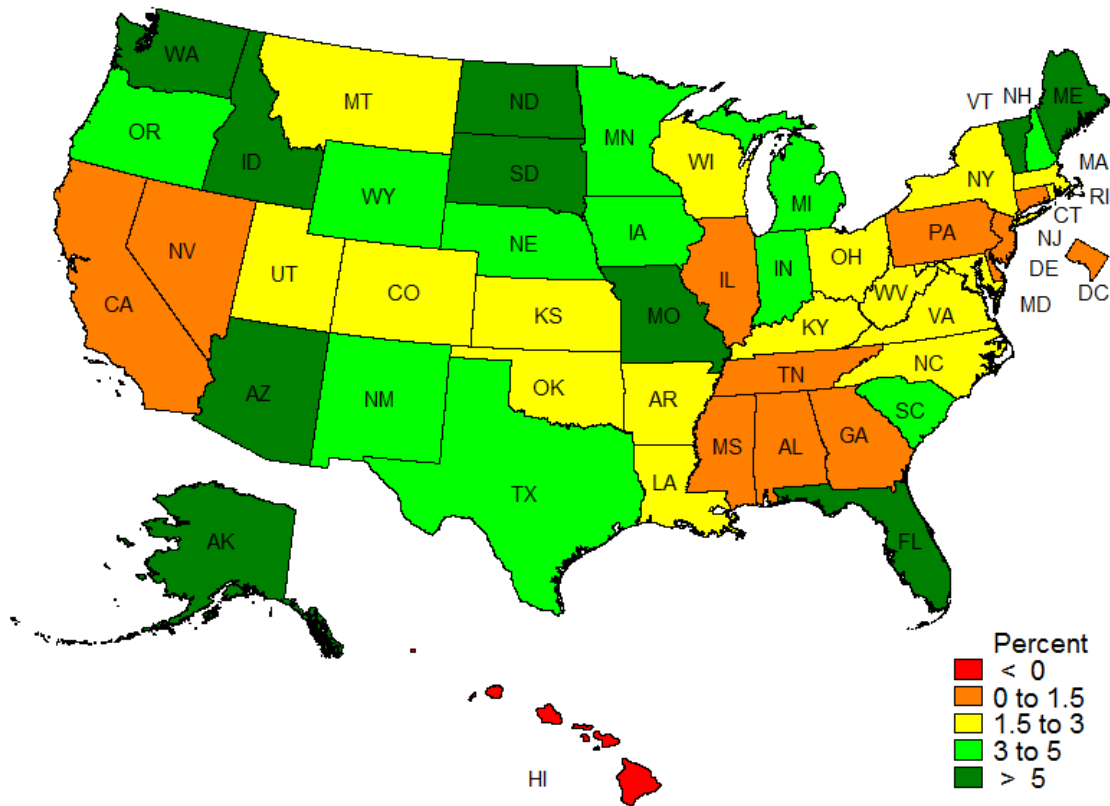 WA
MT
ND
MN
VT
NH
ME
OR
ID
WY
SD
WI
MI
NY
MA
RI
CT
NV
UT
CO
NE
IA
IL
IN
OH
PA
NJ
DE
DC
MD
CA
KS
MO
KY
WV
VA
AZ
NM
OK
AR
TN
NC
SC
MS
AL
GA
TX
LA
FL
AK
HI
Percent
< 0
0 to 1.5
1.5 to 3
3 to 5
> 5